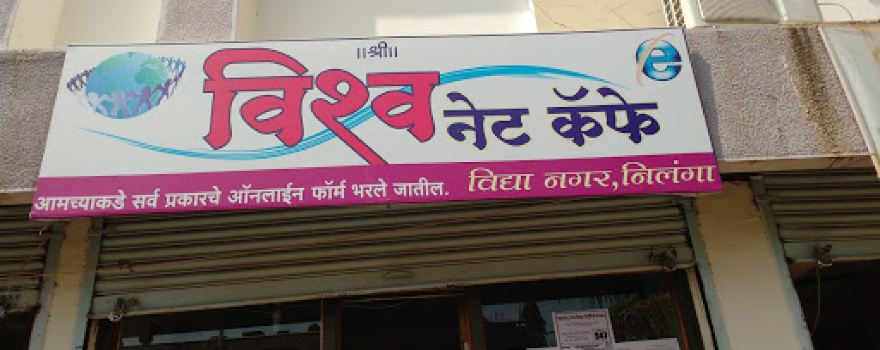 ॥श्री॥
विश्व नेट कॅफे
आमच्याकडे सर्व प्रकारचे ऑनलाईन फॉर्म भरले जातील. विद्या नगर, निलंगा